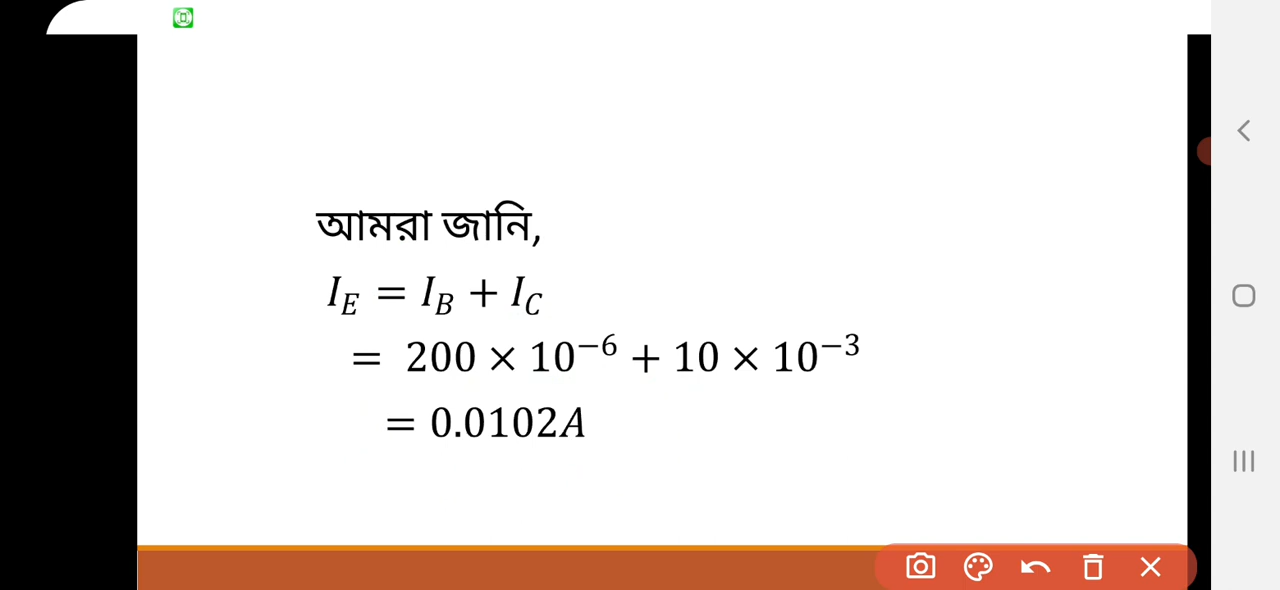 আমরা জানি,
I_E = I_B + I_C
= 200 × 10⁻⁶ + 10 × 10⁻³
= 0.0102A